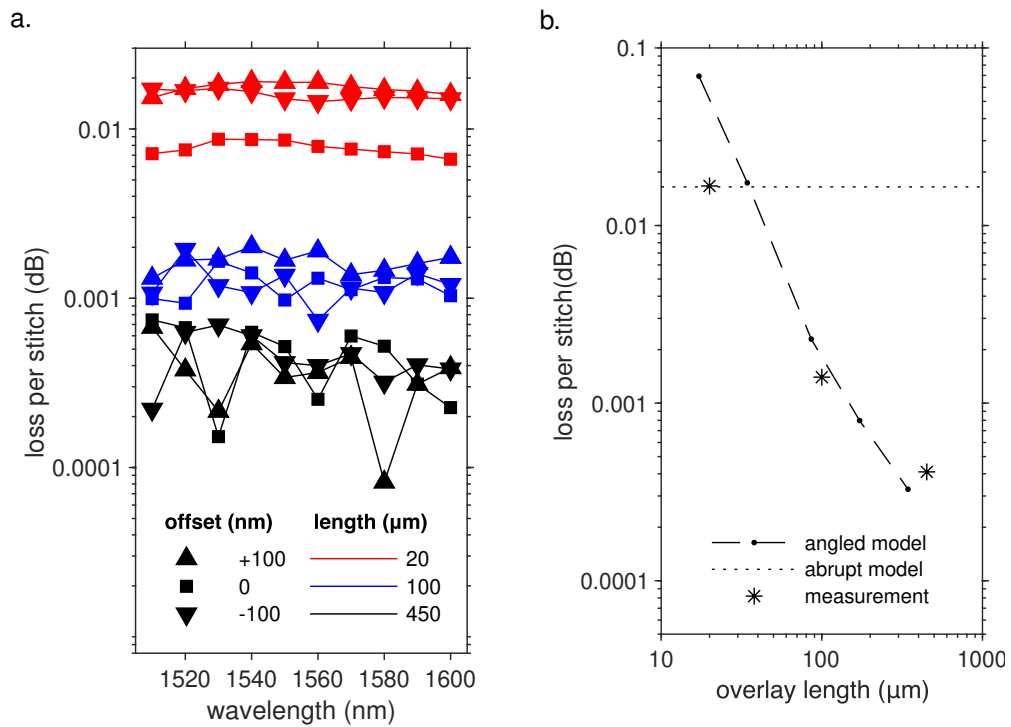 a.
loss per stitch (dB)
0.01
0.001
0.0001
offset (nm) length (µm)
+100 20
0 100
-100 450
1520 1540 1560 1580 1600
wavelength (nm)
b.
loss per stitch(dB)
0.1
0.01
0.001
0.0001
angled model
abrupt model
measurement
10 100 1000
overlay length (µm)